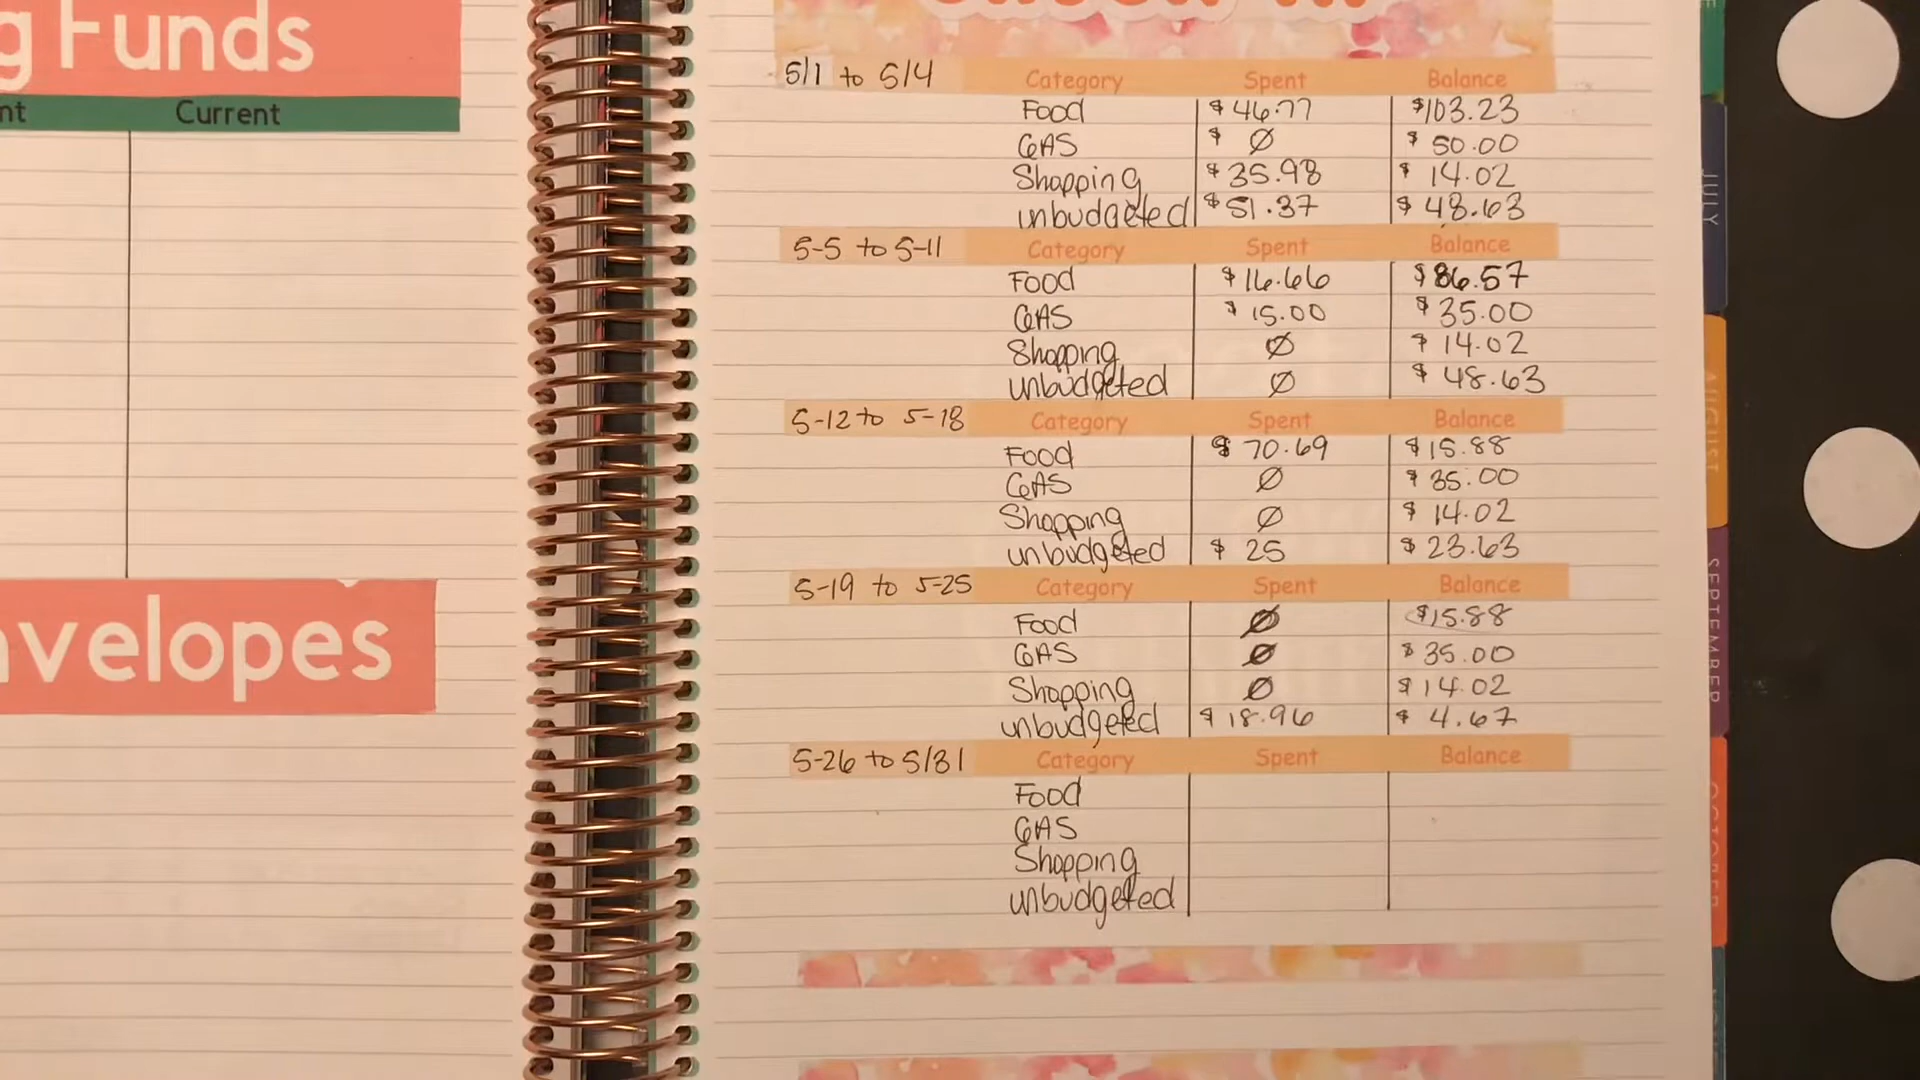 g Funds
nt Current
nvelopes
5/1 to 5/4 Category Spent Balance
Food $46.77 $103.23
GAS $ Ø $50.00
Shopping $35.98 $14.02
unbudgeted $51.37 $48.63
5-5 to 5-11 Category Spent Balance
Food $16.66 $86.57
GAS $15.00 $35.00
Shopping Ø $14.02
unbudgeted Ø $48.63
5-12 to 5-18 Category Spent Balance
Food $70.69 $15.88
GAS Ø $35.00
Shopping Ø $14.02
unbudgeted $25 $23.63
5-19 to 5-25 Category Spent Balance
Food Ø $15.88
GAS Ø $35.00
Shopping Ø $14.02
unbudgeted $18.96 $4.67
5-26 to 5/31 Category Spent Balance
Food
GAS
Shopping
unbudgeted
JULY
AUGUST
SEPTEMBER
OCTOBER